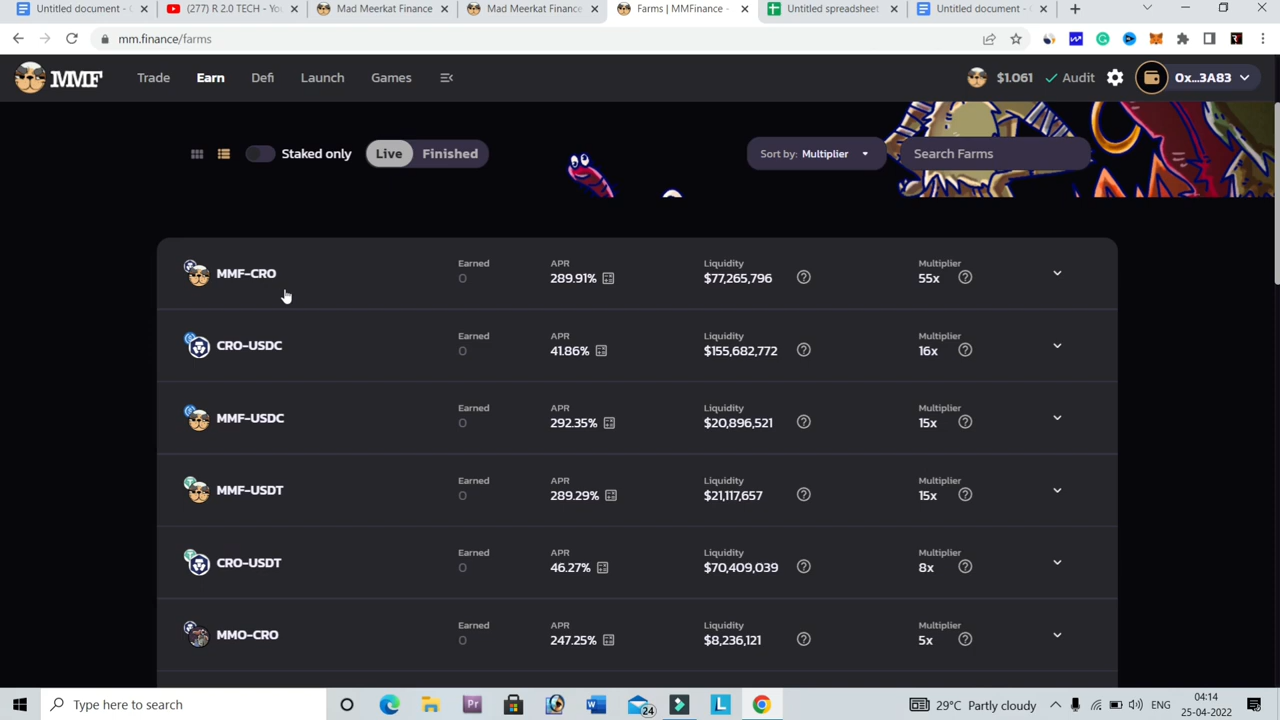 Untitled document - G
(277) R 2.0 TECH - You
Mad Meerkat Finance
Mad Meerkat Finance
Farms | MMFinance -
Untitled spreadsheet
Untitled document - G
mm.finance/farms
MMF
Trade
Earn
Defi
Launch
Games
$1.061
Audit
0x...3A83
Staked only
Live
Finished
Sort by: Multiplier
Search Farms
MMF-CRO
Earned
0
APR
289.91%
Liquidity
$77,265,796
Multiplier
55x
CRO-USDC
Earned
0
APR
41.86%
Liquidity
$155,682,772
Multiplier
16x
MMF-USDC
Earned
0
APR
292.35%
Liquidity
$20,896,521
Multiplier
15x
MMF-USDT
Earned
0
APR
289.29%
Liquidity
$21,117,657
Multiplier
15x
CRO-USDT
Earned
0
APR
46.27%
Liquidity
$70,409,039
Multiplier
8x
MMO-CRO
Earned
0
APR
247.25%
Liquidity
$8,236,121
Multiplier
5x
Type here to search
Pr
24
L
29°C Partly cloudy
ENG
04:14
25-04-2022